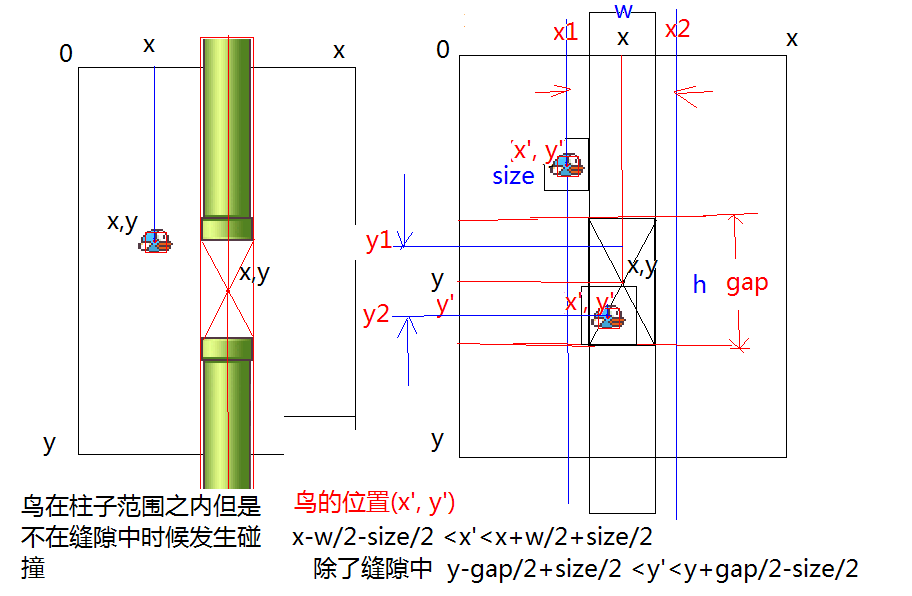 0
x
x
x,y
x,y
y
鸟在柱子范围之内但是
不在缝隙中时候发生碰
撞
w
x1
x
x2
0
x
(x', y'
size
y1
y
x,y
h
gap
y'
x', y'
y2
y
鸟的位置(x', y')
x-w/2-size/2 <x'<x+w/2+size/2
除了缝隙中 y-gap/2+size/2 <y'<y+gap/2-size/2